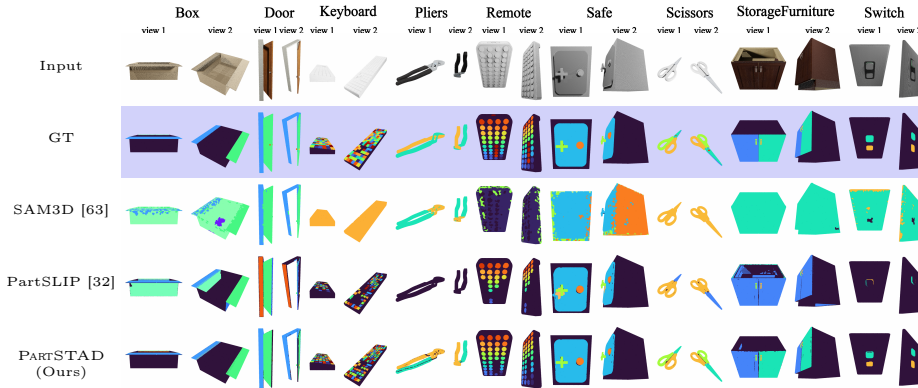 Box Door Keyboard Pliers Remote Safe Scissors StorageFurniture Switch
view 1 view 2 view 1 view 2 view 1 view 2 view 1 view 2 view 1 view 2 view 1 view 2 view 1 view 2 view 1 view 2 view 1 view 2
Input
GT
SAM3D [63]
PartSLIP [32]
PartSTAD
(Ours)